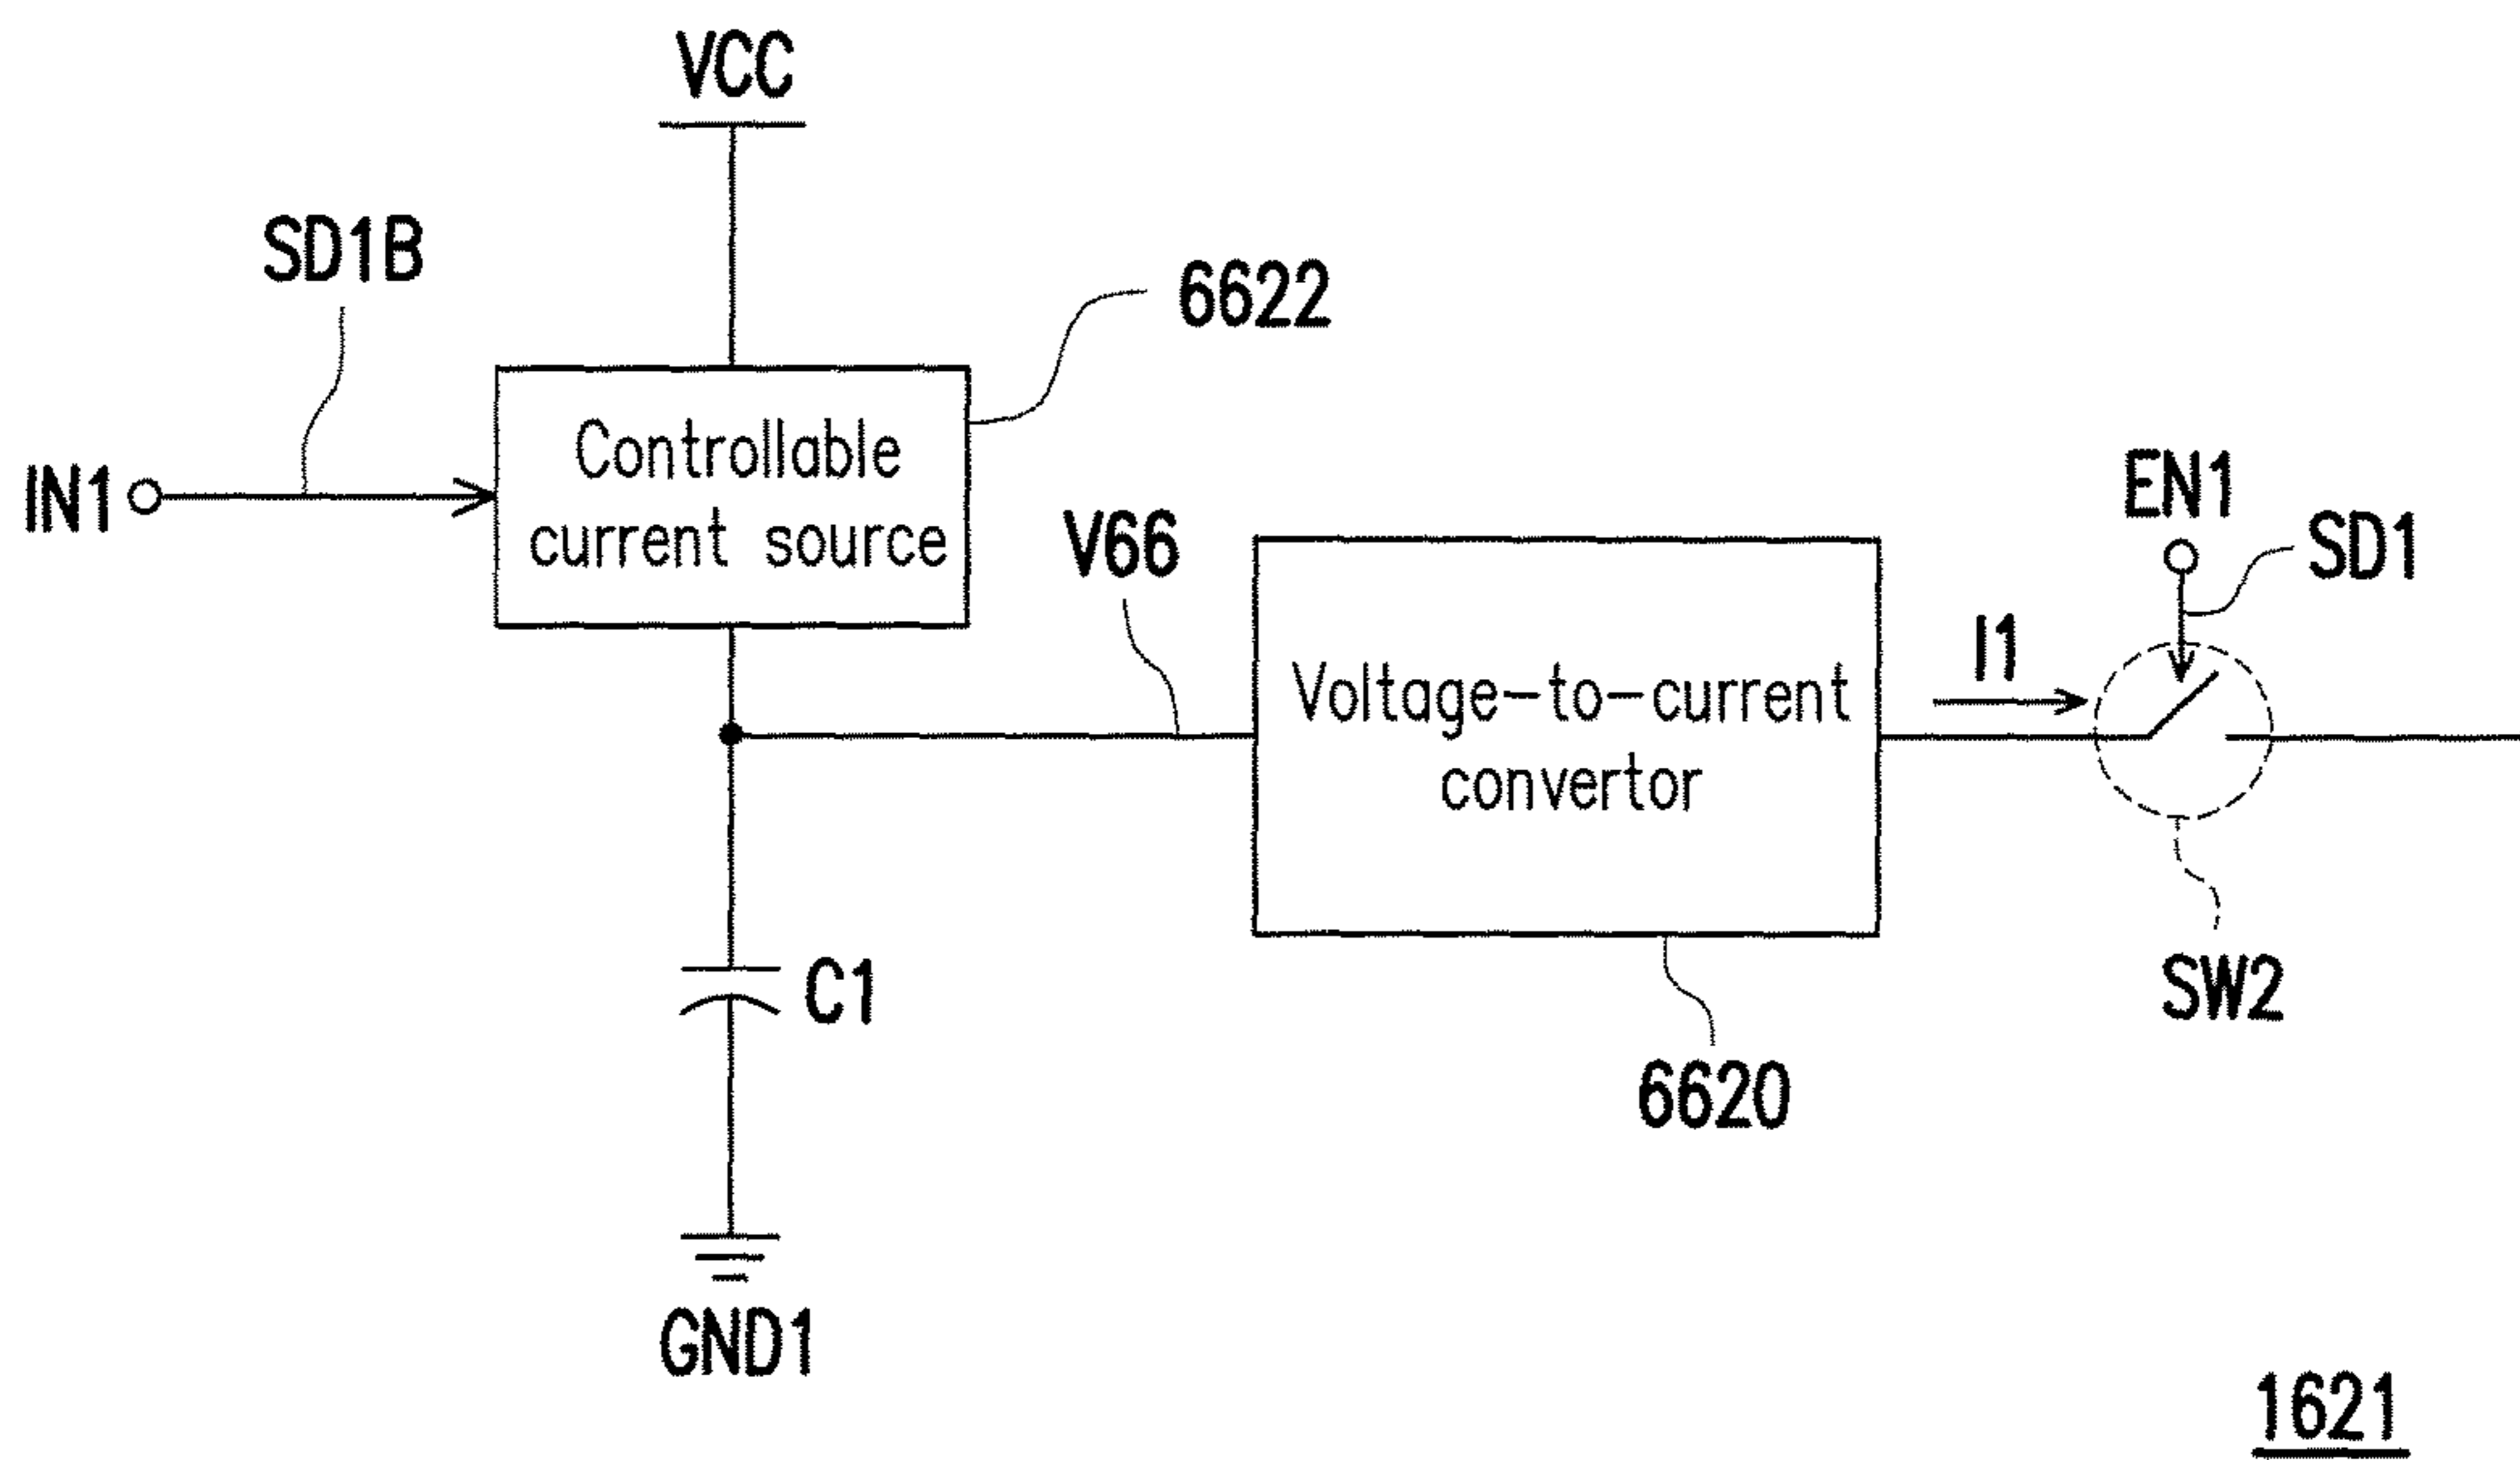 VCC
SD1B
6622
IN1
Controllable
current source
V66
EN1
SD1
I1
Voltage-to-current
convertor
C1
SW2
6620
GND1
1621